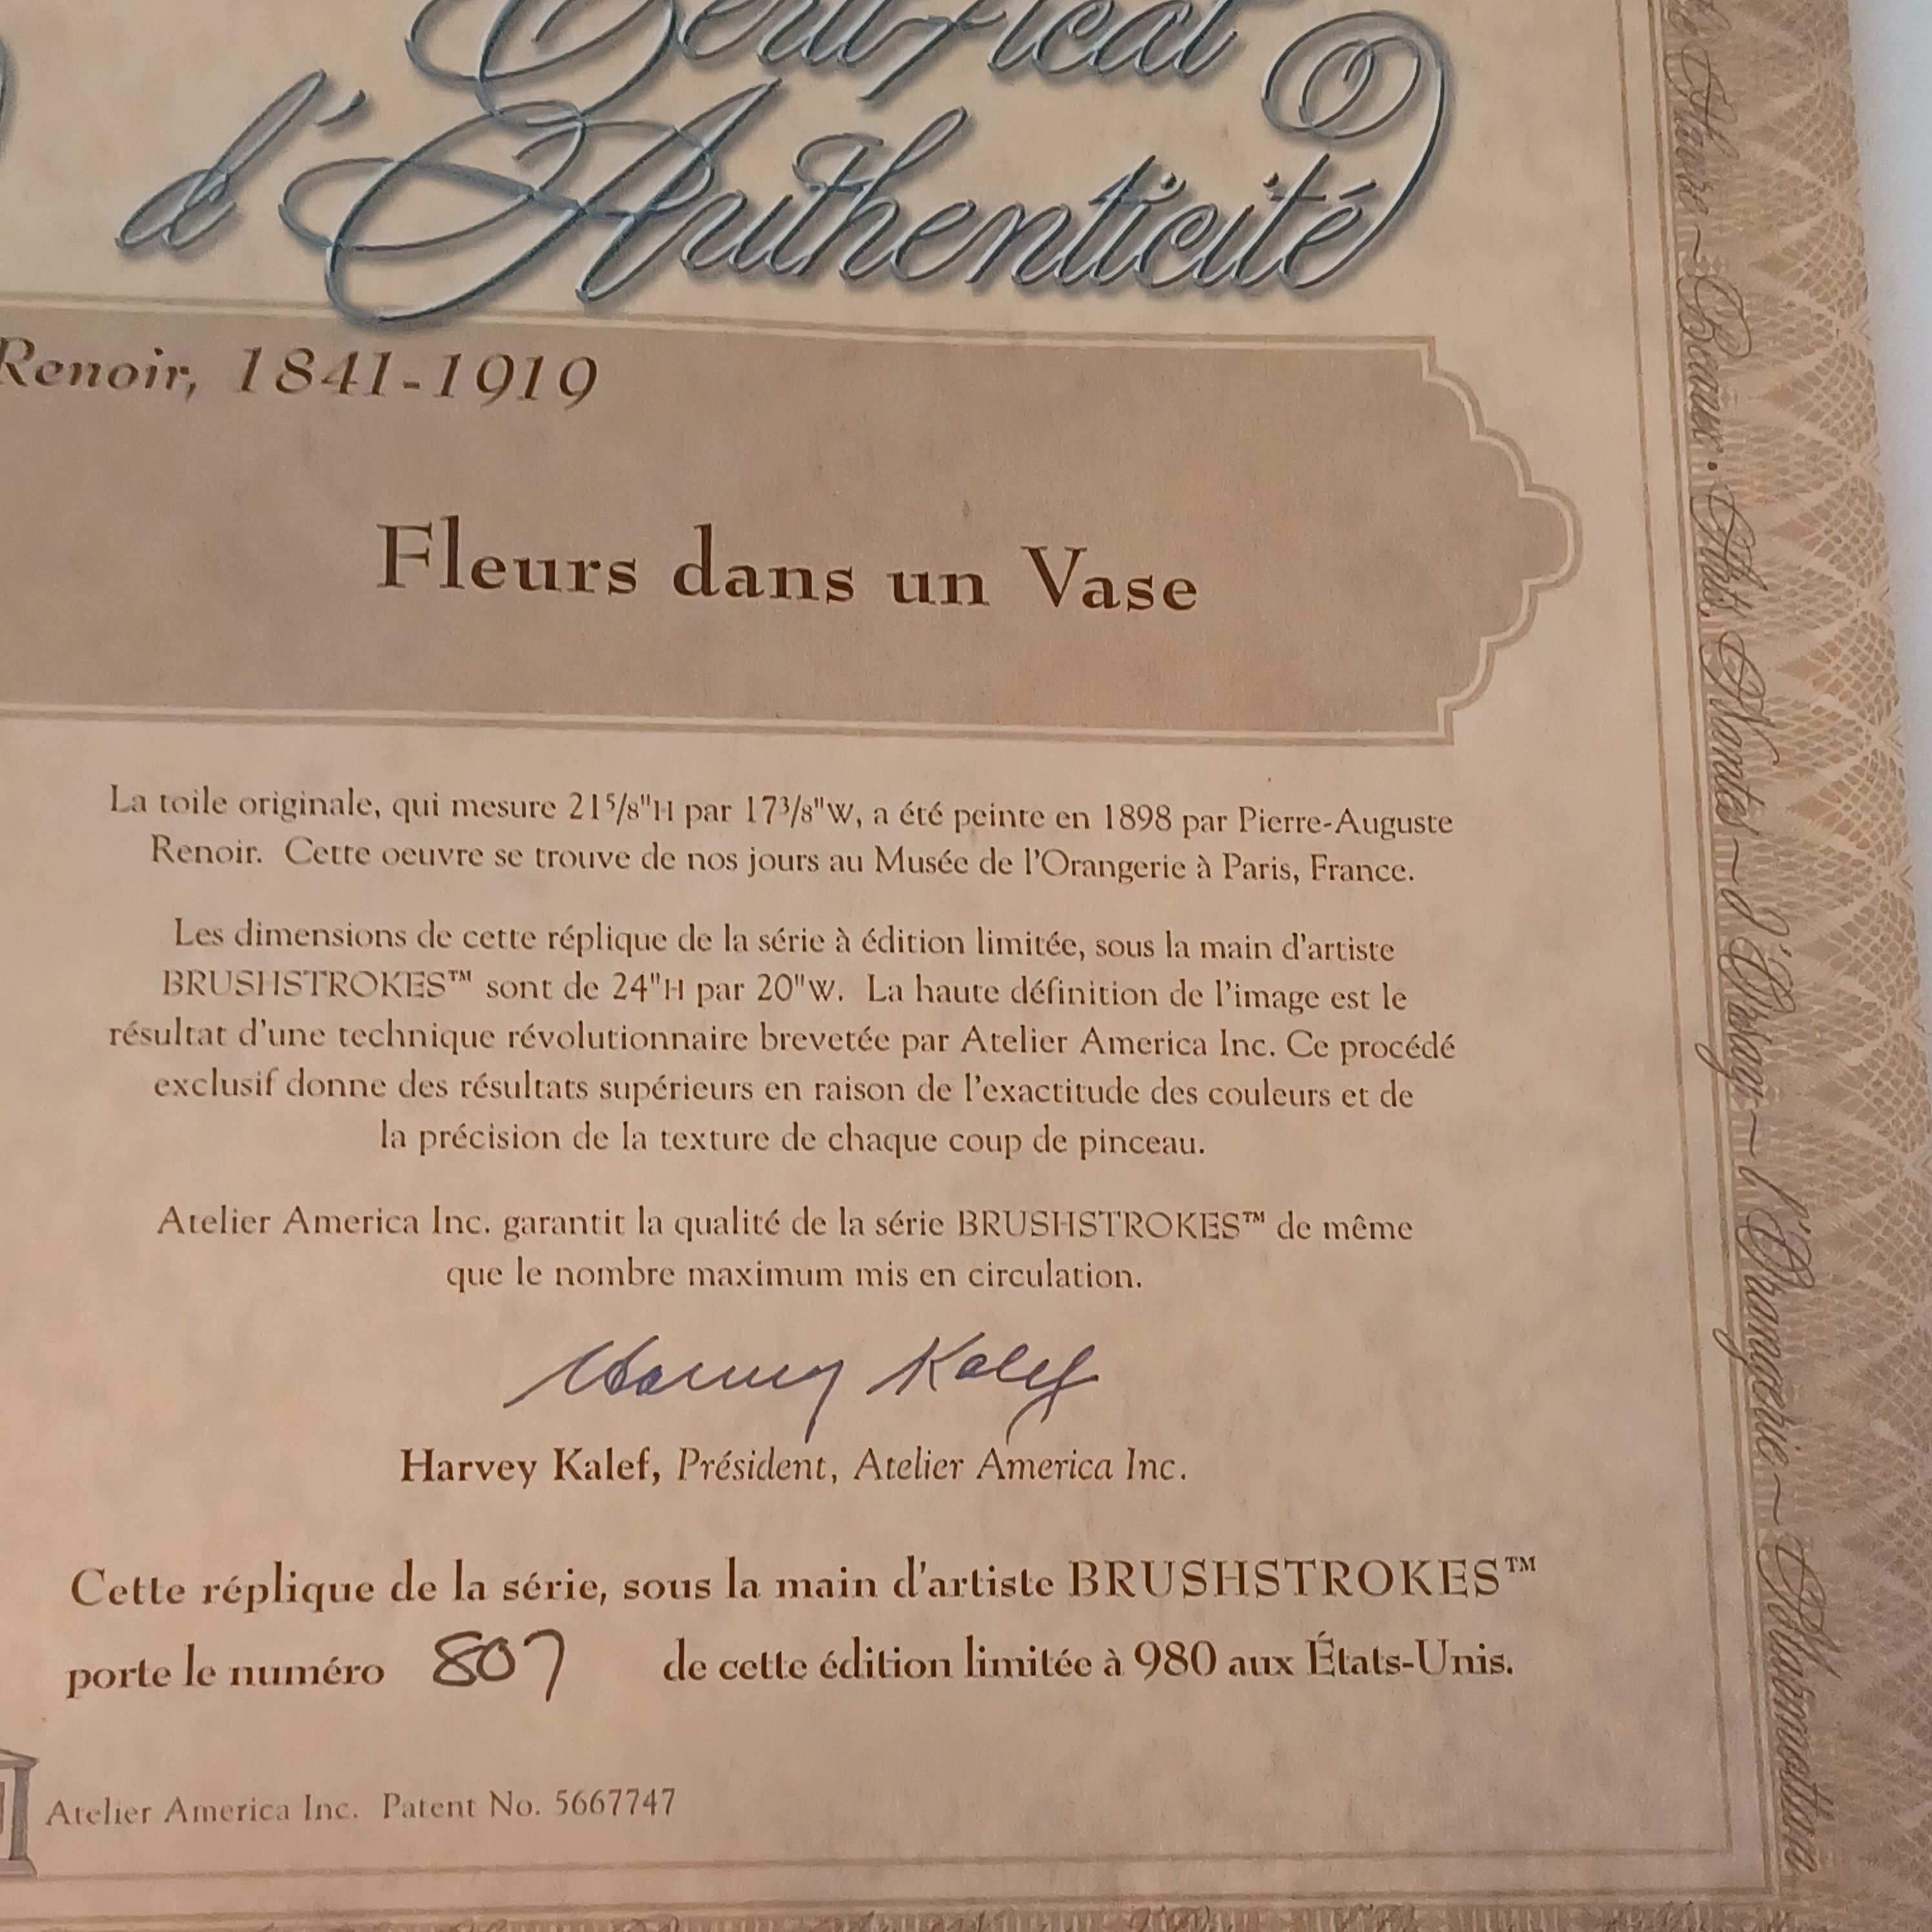 Certificat
d'Authenticité
Renoir, 1841-1919
Fleurs dans un Vase
La toile originale, qui mesure 21⁵/₈"H par 17³/₈"W, a été peinte en 1898 par Pierre-Auguste
Renoir. Cette oeuvre se trouve de nos jours au Musée de l'Orangerie à Paris, France.
Les dimensions de cette réplique de la série à édition limitée, sous la main d'artiste
BRUSHSTROKES™ sont de 24"H par 20"W. La haute définition de l'image est le
résultat d'une technique révolutionnaire brevetée par Atelier America Inc. Ce procédé
exclusif donne des résultats supérieurs en raison de l'exactitude des couleurs et de
la précision de la texture de chaque coup de pinceau.
Atelier America Inc. garantit la qualité de la série BRUSHSTROKES™ de même
que le nombre maximum mis en circulation.
Harvey Kalef
Harvey Kalef, Président, Atelier America Inc.
Cette réplique de la série, sous la main d'artiste BRUSHSTROKES™
porte le numéro 807 de cette édition limitée à 980 aux États-Unis.
Atelier America Inc. Patent No. 5667747
Beaux-Arts, Nantes ~ d'Orsay ~ l'Orangerie ~ Marmottan